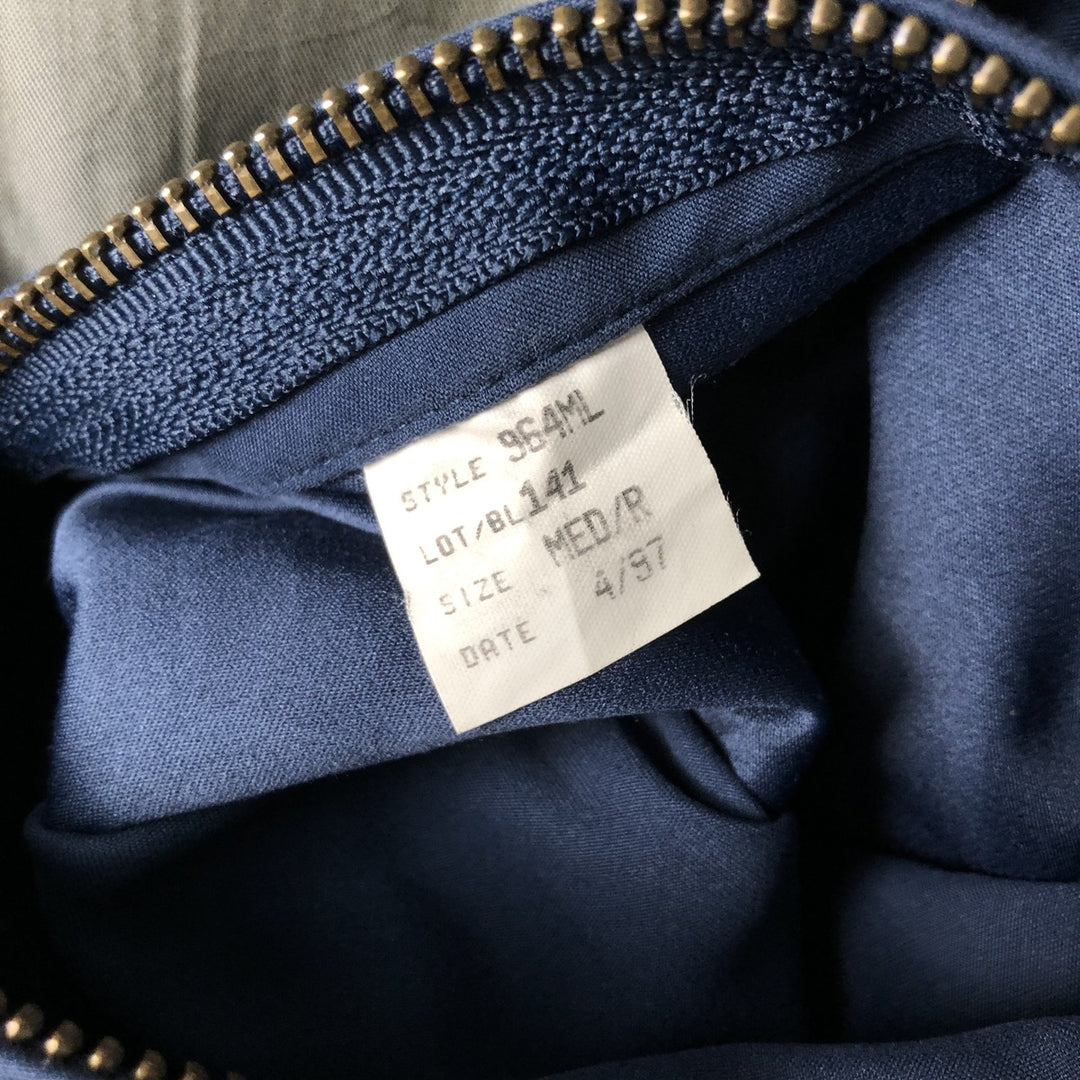 STYLE 964ML
LOT/BL 141
SIZE MED/R
DATE 4/97